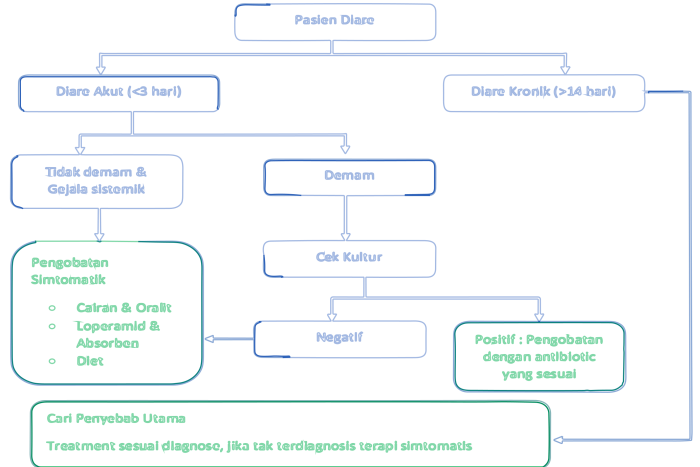 Pasien Diare
Diare Akut (<3 hari)
Diare Kronik (>14 hari)
Tidak demam &
Gejala sistemik
Demam
Pengobatan
Simtomatik
o Cairan & Oralit
o Loperamid &
Absorben
o Diet
Cek Kultur
Negatif
Positif : Pengobatan
dengan antibiotic
yang sesuai
Cari Penyebab Utama
Treatment sesuai diagnose, jika tak terdiagnosis terapi simtomatis